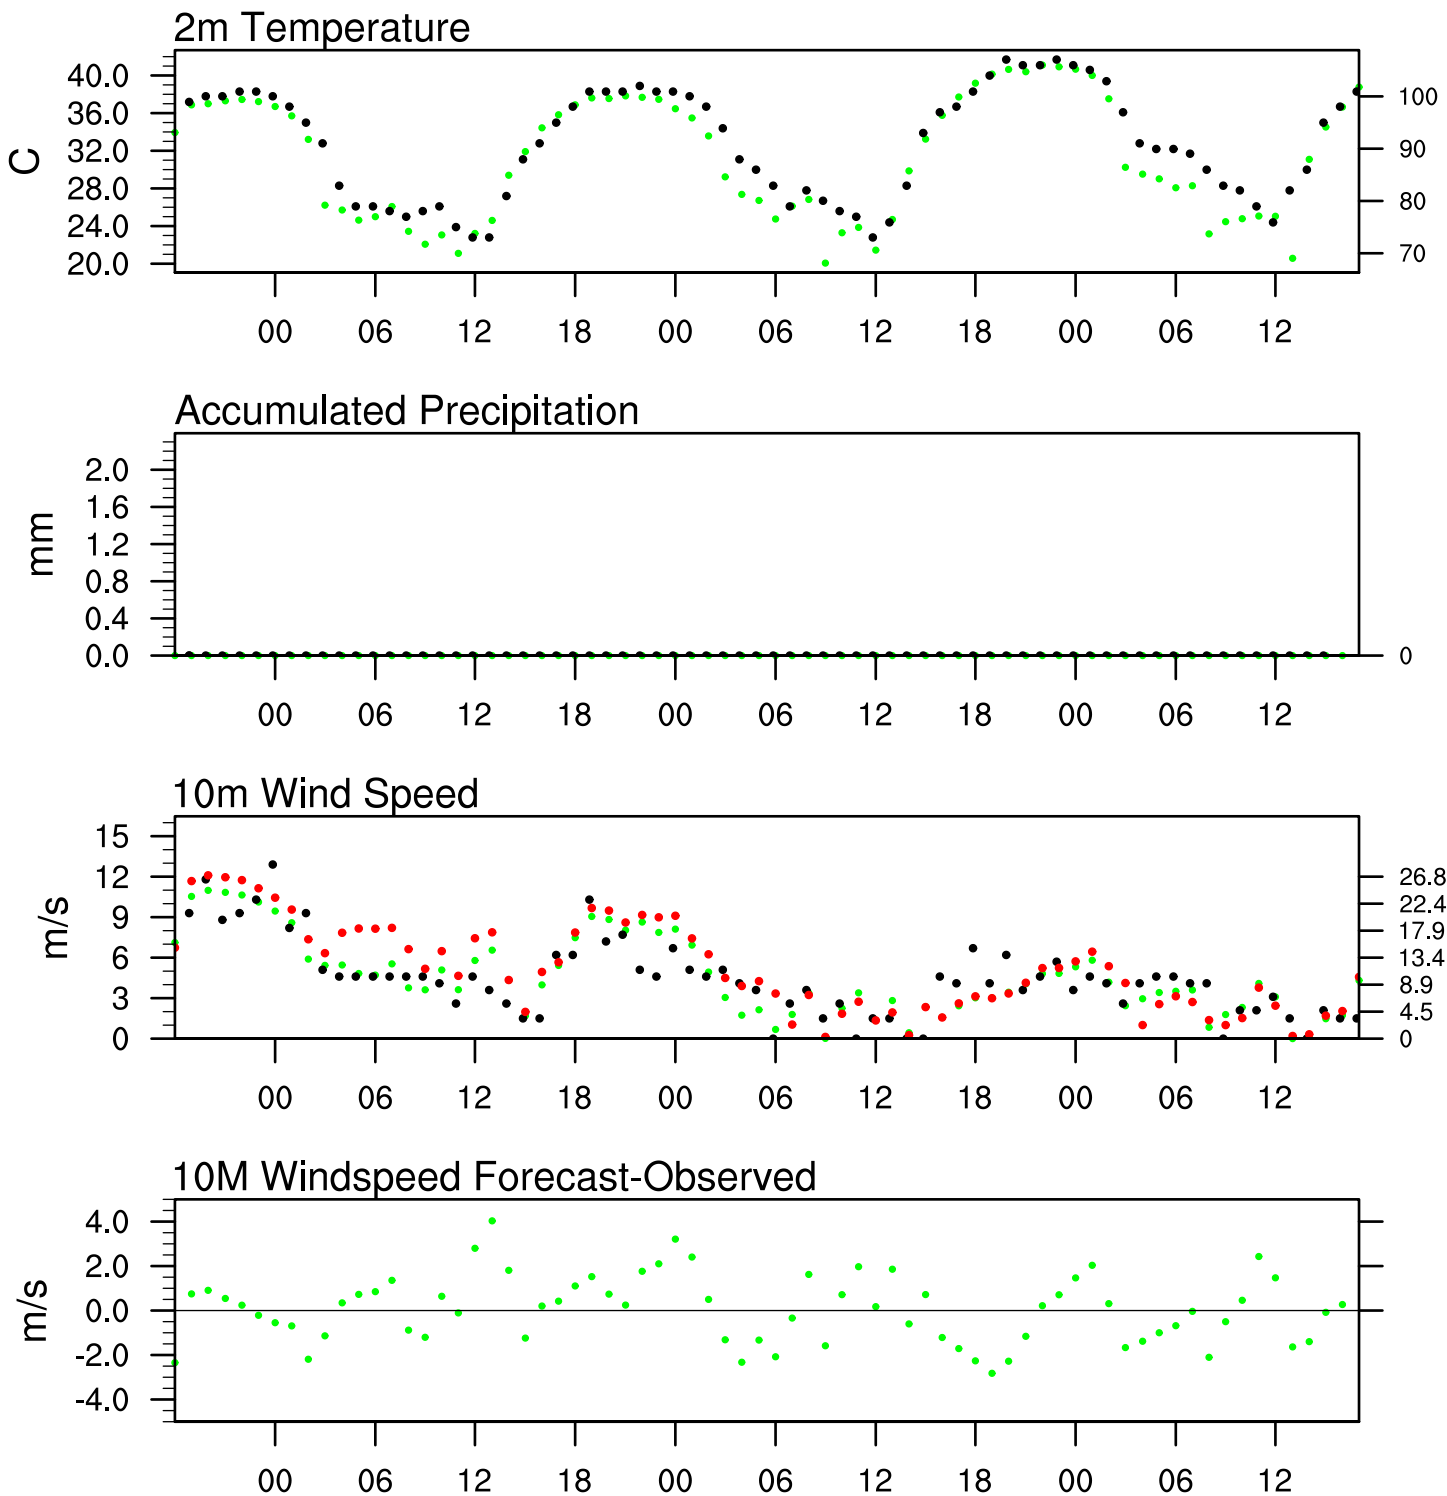 2m Temperature
40.0
36.0
32.0
28.0
24.0
20.0
C
100
90
80
70
00 06 12 18 00 06 12 18 00 06 12
Accumulated Precipitation
2.0
1.6
1.2
0.8
0.4
0.0
mm
0
00 06 12 18 00 06 12 18 00 06 12
10m Wind Speed
15
12
9
6
3
0
m/s
26.8
22.4
17.9
13.4
8.9
4.5
0
00 06 12 18 00 06 12 18 00 06 12
10M Windspeed Forecast-Observed
4.0
2.0
0.0
-2.0
-4.0
m/s
00 06 12 18 00 06 12 18 00 06 12